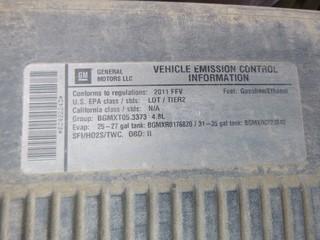 GM
GENERAL
MOTORS LLC
VEHICLE EMISSION CONTROL
INFORMATION
Conforms to regulations: 2011 FFV Fuel: Gasoline/Ethanol
U.S. EPA class / stds: LDT / TIER2
California class / stds: N/A
Group: BGMXT05.3373 4.8L
Evap: 25-27 gal tank: BGMXR0176820 / 31-35 gal tank:
SFI/HO2S/TWC. OBD: II